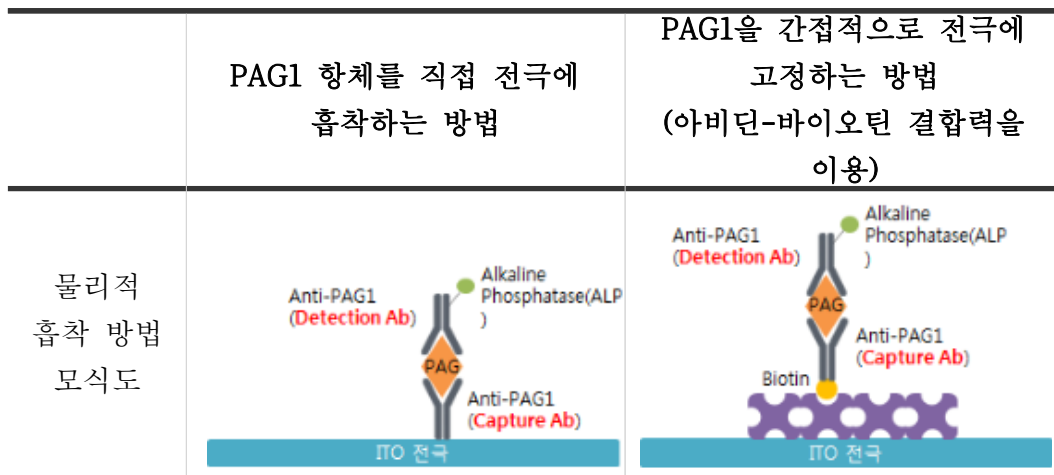 PAG1 항체를 직접 전극에
흡착하는 방법
PAG1을 간접적으로 전극에
고정하는 방법
(아비딘-바이오틴 결합력을
이용)
물리적
흡착 방법
모식도
Anti-PAG1
(Detection Ab)
Alkaline
Phosphatase(ALP
)
PAG
Anti-PAG1
(Capture Ab)
ITO 전극
Anti-PAG1
(Detection Ab)
Alkaline
Phosphatase(ALP
)
PAG
Anti-PAG1
(Capture Ab)
Biotin
ITO 전극